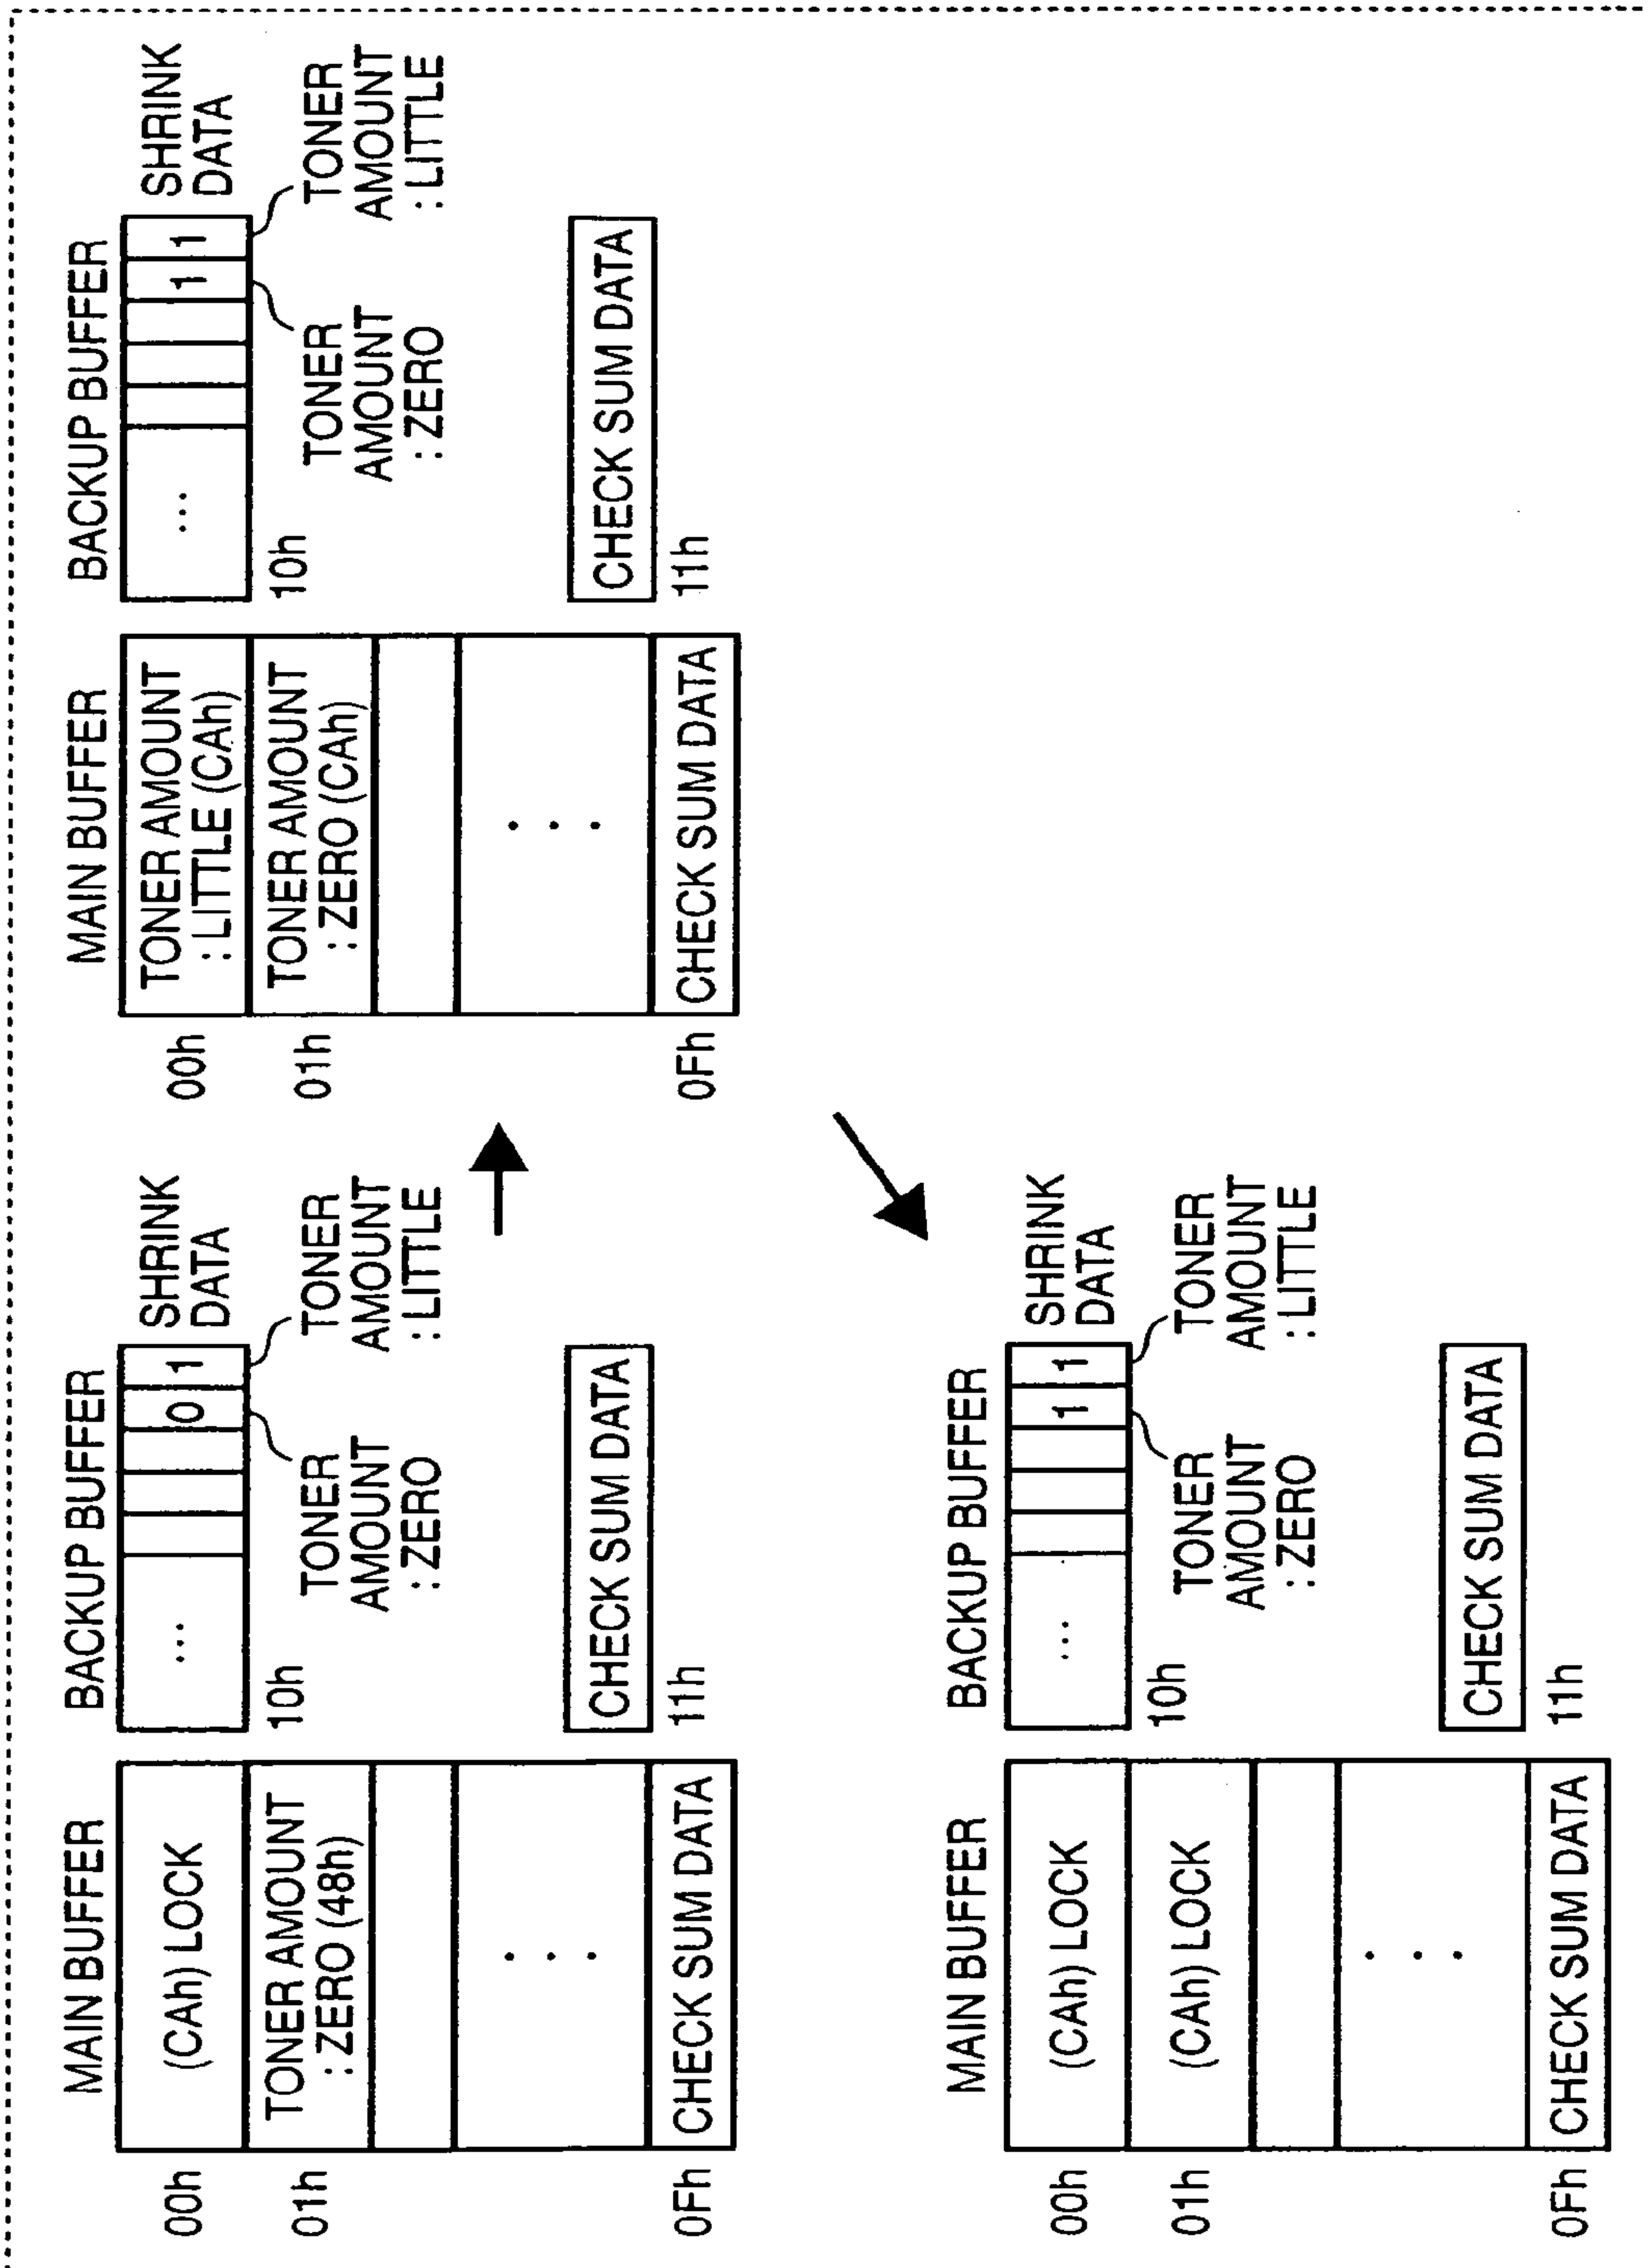 MAIN BUFFER
00h
(CAh) LOCK
01h
TONER AMOUNT
: ZERO (48h)
. . .
0Fh
CHECK SUM DATA
BACKUP BUFFER
...
0
1
SHRINK
DATA
10h
TONER
AMOUNT
: ZERO
TONER
AMOUNT
: LITTLE
CHECK SUM DATA
11h
MAIN BUFFER
00h
TONER AMOUNT
: LITTLE (CAh)
01h
TONER AMOUNT
: ZERO (CAh)
. . .
0Fh
CHECK SUM DATA
BACKUP BUFFER
...
1
1
SHRINK
DATA
10h
TONER
AMOUNT
: ZERO
TONER
AMOUNT
: LITTLE
CHECK SUM DATA
11h
MAIN BUFFER
00h
(CAh) LOCK
01h
(CAh) LOCK
. . .
0Fh
CHECK SUM DATA
BACKUP BUFFER
...
1
1
SHRINK
DATA
10h
TONER
AMOUNT
: ZERO
TONER
AMOUNT
: LITTLE
CHECK SUM DATA
11h